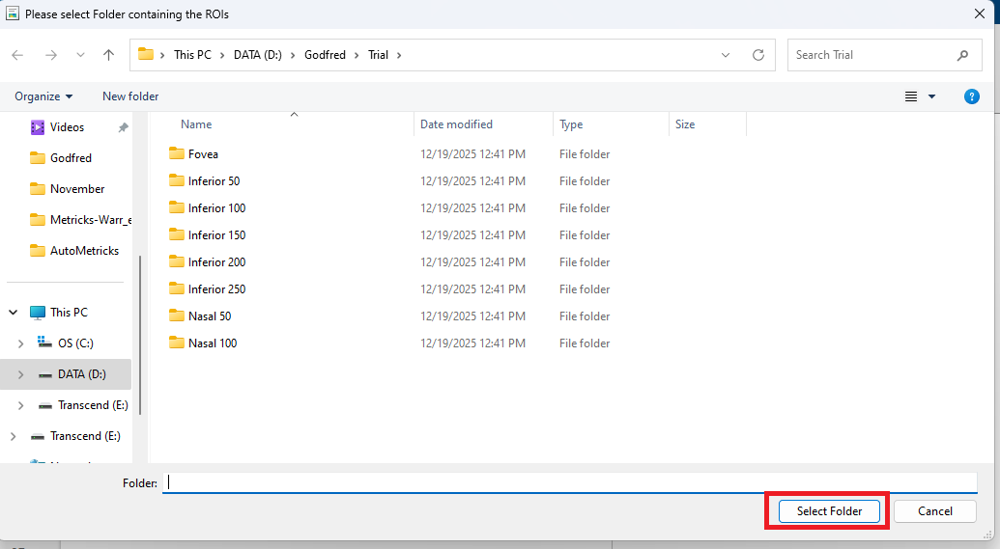 Please select Folder containing the ROIs
This PC > DATA (D:) > Godfred > Trial >
Search Trial
Organize
New folder
?
Videos
Godfred
November
Metricks-Warr_e
AutoMetricks
This PC
OS (C:)
DATA (D:)
Transcend (E:)
Transcend (E:)
Name Date modified Type Size
Fovea 12/19/2025 12:41 PM File folder
Inferior 50 12/19/2025 12:41 PM File folder
Inferior 100 12/19/2025 12:41 PM File folder
Inferior 150 12/19/2025 12:41 PM File folder
Inferior 200 12/19/2025 12:41 PM File folder
Inferior 250 12/19/2025 12:41 PM File folder
Nasal 50 12/19/2025 12:41 PM File folder
Nasal 100 12/19/2025 12:41 PM File folder
Folder:
Select Folder
Cancel